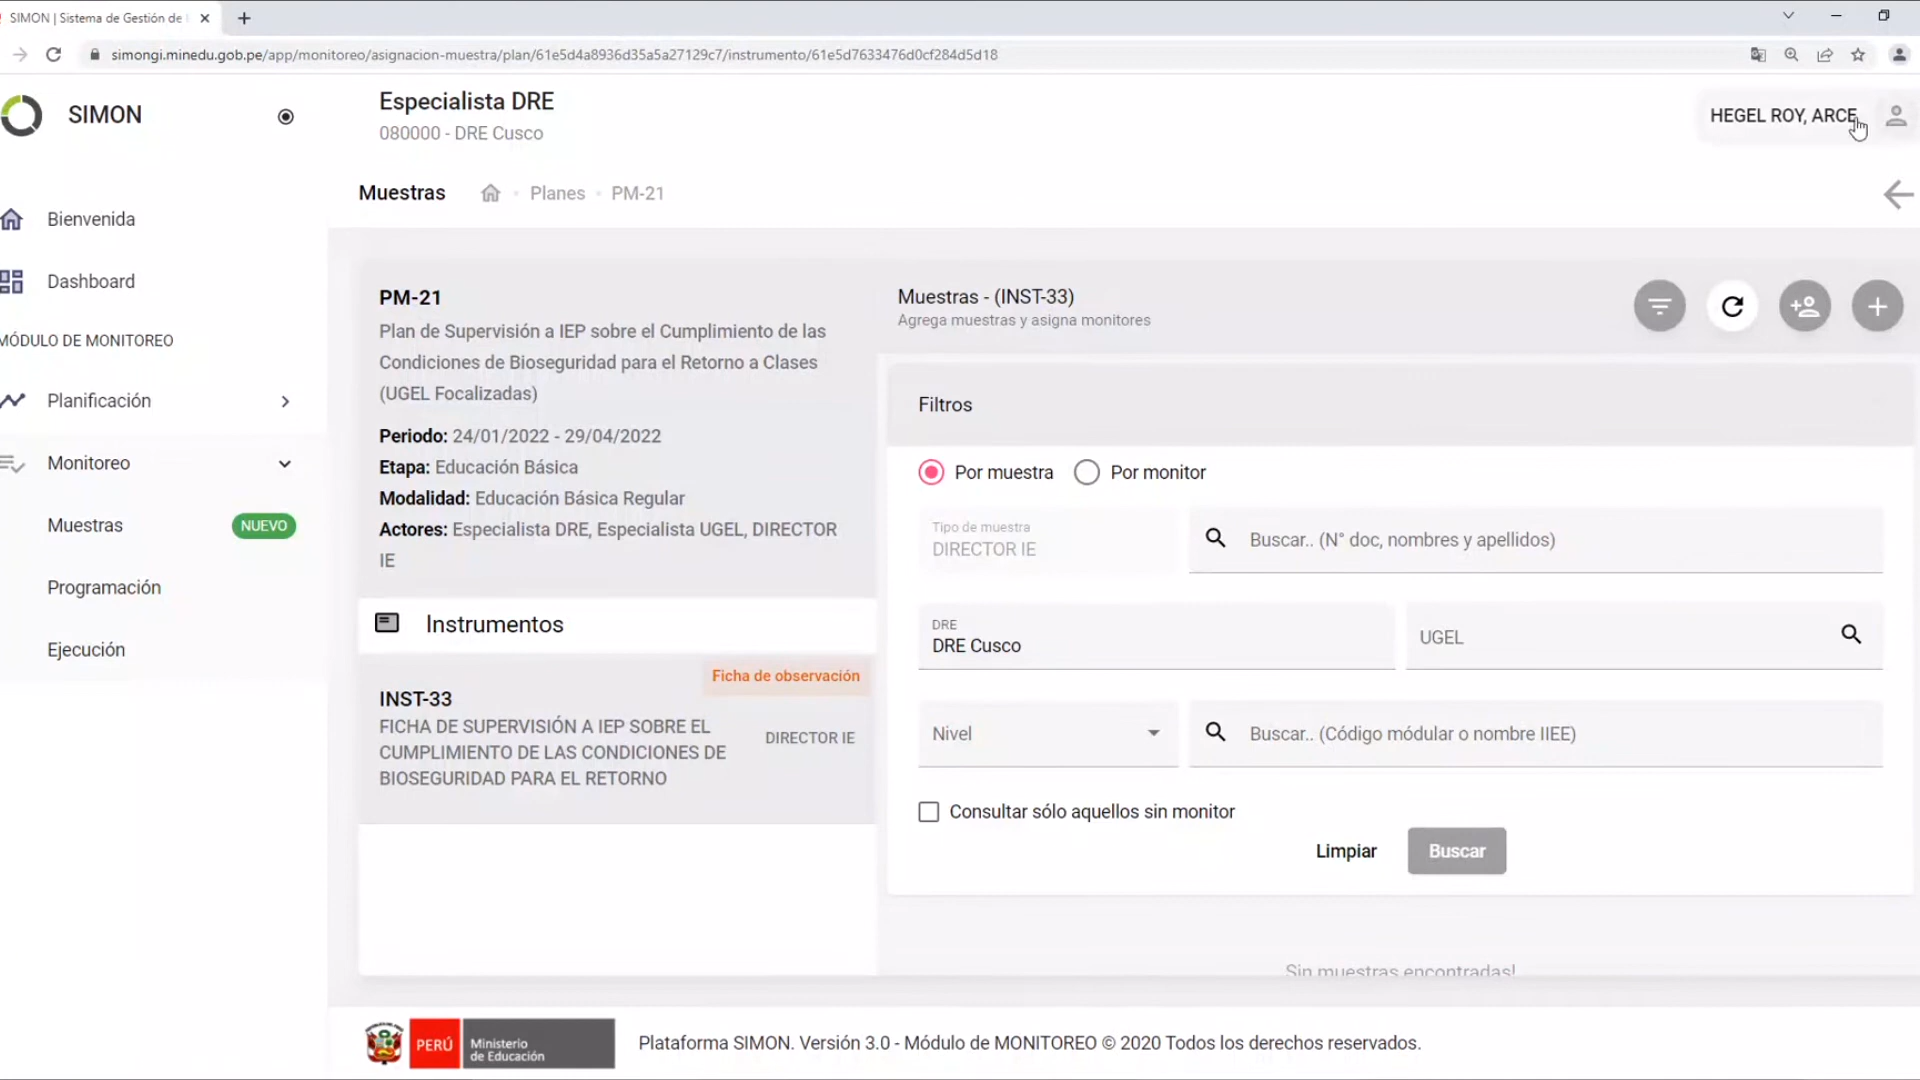 SIMON | Sistema de Gestión de
simongi.minedu.gob.pe/app/monitoreo/asignacion-muestra/plan/61e5d4a8936d35a5a27129c7/instrumento/61e5d7633476d0cf284d5d18
SIMON
Especialista DRE
080000 - DRE Cusco
HEGEL ROY, ARCE
Bienvenida
Dashboard
MÓDULO DE MONITOREO
Planificación
Monitoreo
Muestras
NUEVO
Programación
Ejecución
Muestras
Planes
PM-21
PM-21
Plan de Supervisión a IEP sobre el Cumplimiento de las
Condiciones de Bioseguridad para el Retorno a Clases
(UGEL Focalizadas)
Periodo: 24/01/2022 - 29/04/2022
Etapa: Educación Básica
Modalidad: Educación Básica Regular
Actores: Especialista DRE, Especialista UGEL, DIRECTOR
IE
Instrumentos
Ficha de observación
INST-33
FICHA DE SUPERVISIÓN A IEP SOBRE EL
CUMPLIMIENTO DE LAS CONDICIONES DE
BIOSEGURIDAD PARA EL RETORNO
DIRECTOR IE
Muestras - (INST-33)
Agrega muestras y asigna monitores
Filtros
Por muestra
Por monitor
Tipo de muestra
DIRECTOR IE
Buscar.. (N° doc, nombres y apellidos)
DRE
DRE Cusco
UGEL
Nivel
Buscar.. (Código módular o nombre IIEE)
Consultar sólo aquellos sin monitor
Limpiar
Buscar
Sin muestras encontradas!
PERÚ
Ministerio
de Educación
Plataforma SIMON. Versión 3.0 - Módulo de MONITOREO © 2020 Todos los derechos reservados.